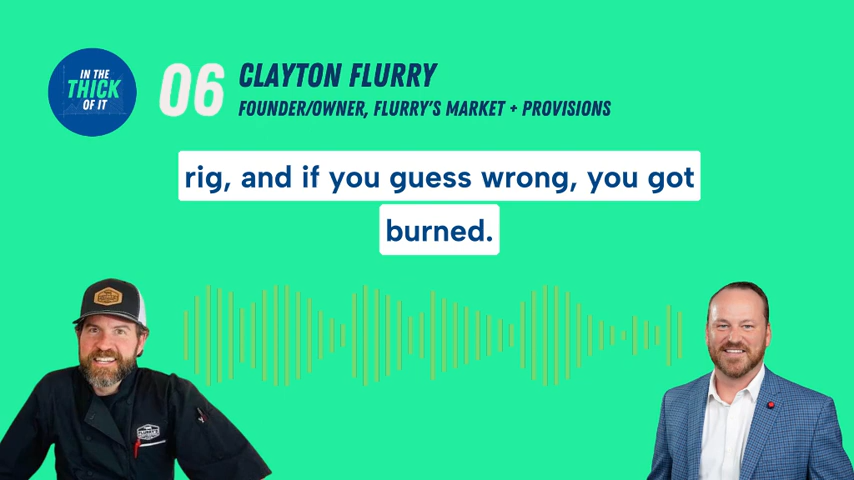 IN THE
THICK
OF IT
06
CLAYTON FLURRY
FOUNDER/OWNER, FLURRY'S MARKET + PROVISIONS
rig, and if you guess wrong, you got
burned.